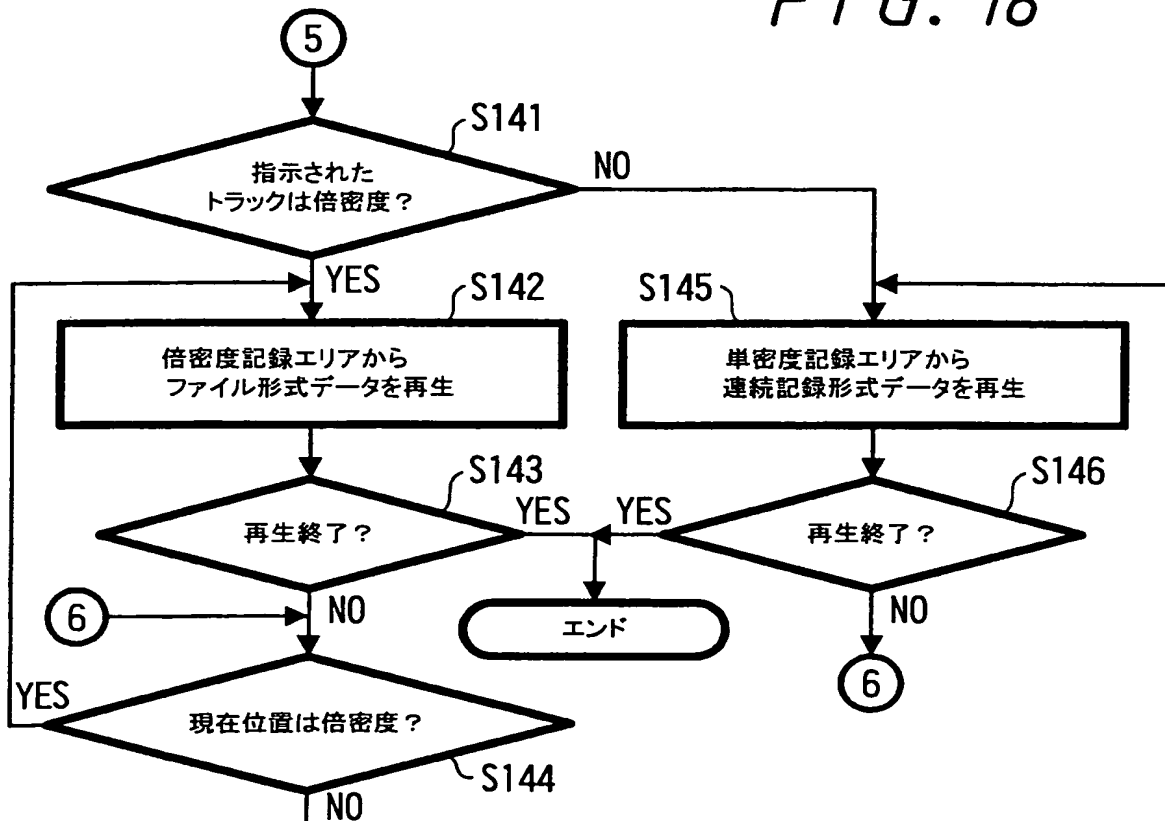 FIG. 16
5
S141
指示された
トラックは倍密度？
NO
YES
S142
倍密度記録エリアから
ファイル形式データを再生
S145
単密度記録エリアから
連続記録形式データを再生
S143
再生終了？
YES
YES
S146
再生終了？
NO
6
エンド
NO
6
YES
現在位置は倍密度？
S144
NO